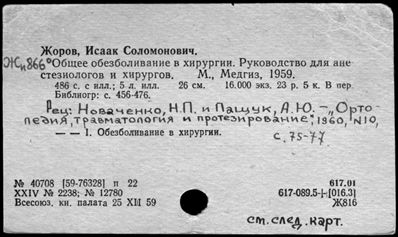 Жоров, Исаак Соломонович.
Общее обезболивание в хирургии. Руководство для ане
стезиологов и хирургов. М., Медгиз, 1959.
486 с. с илл.; 5 л. илл. 26 см. 16.000 экз. 23 р. 5 к. В пер.
Библиогр: с. 456-476.
Рец: Новаченко, Н.П. и Пащук, А.Ю. – „Орто-
педия, травматология и протезирование", 1960, N10,
— — 1. Обезболивание в хирургии. с. 75-77
№ 40708 [59-76328] п 22 617.01
XXIV № 2238; № 12780 617-089.5-[-[016.3]
Всесоюз. кн. палата 25 XII 59 Ж816
см. след. карт.